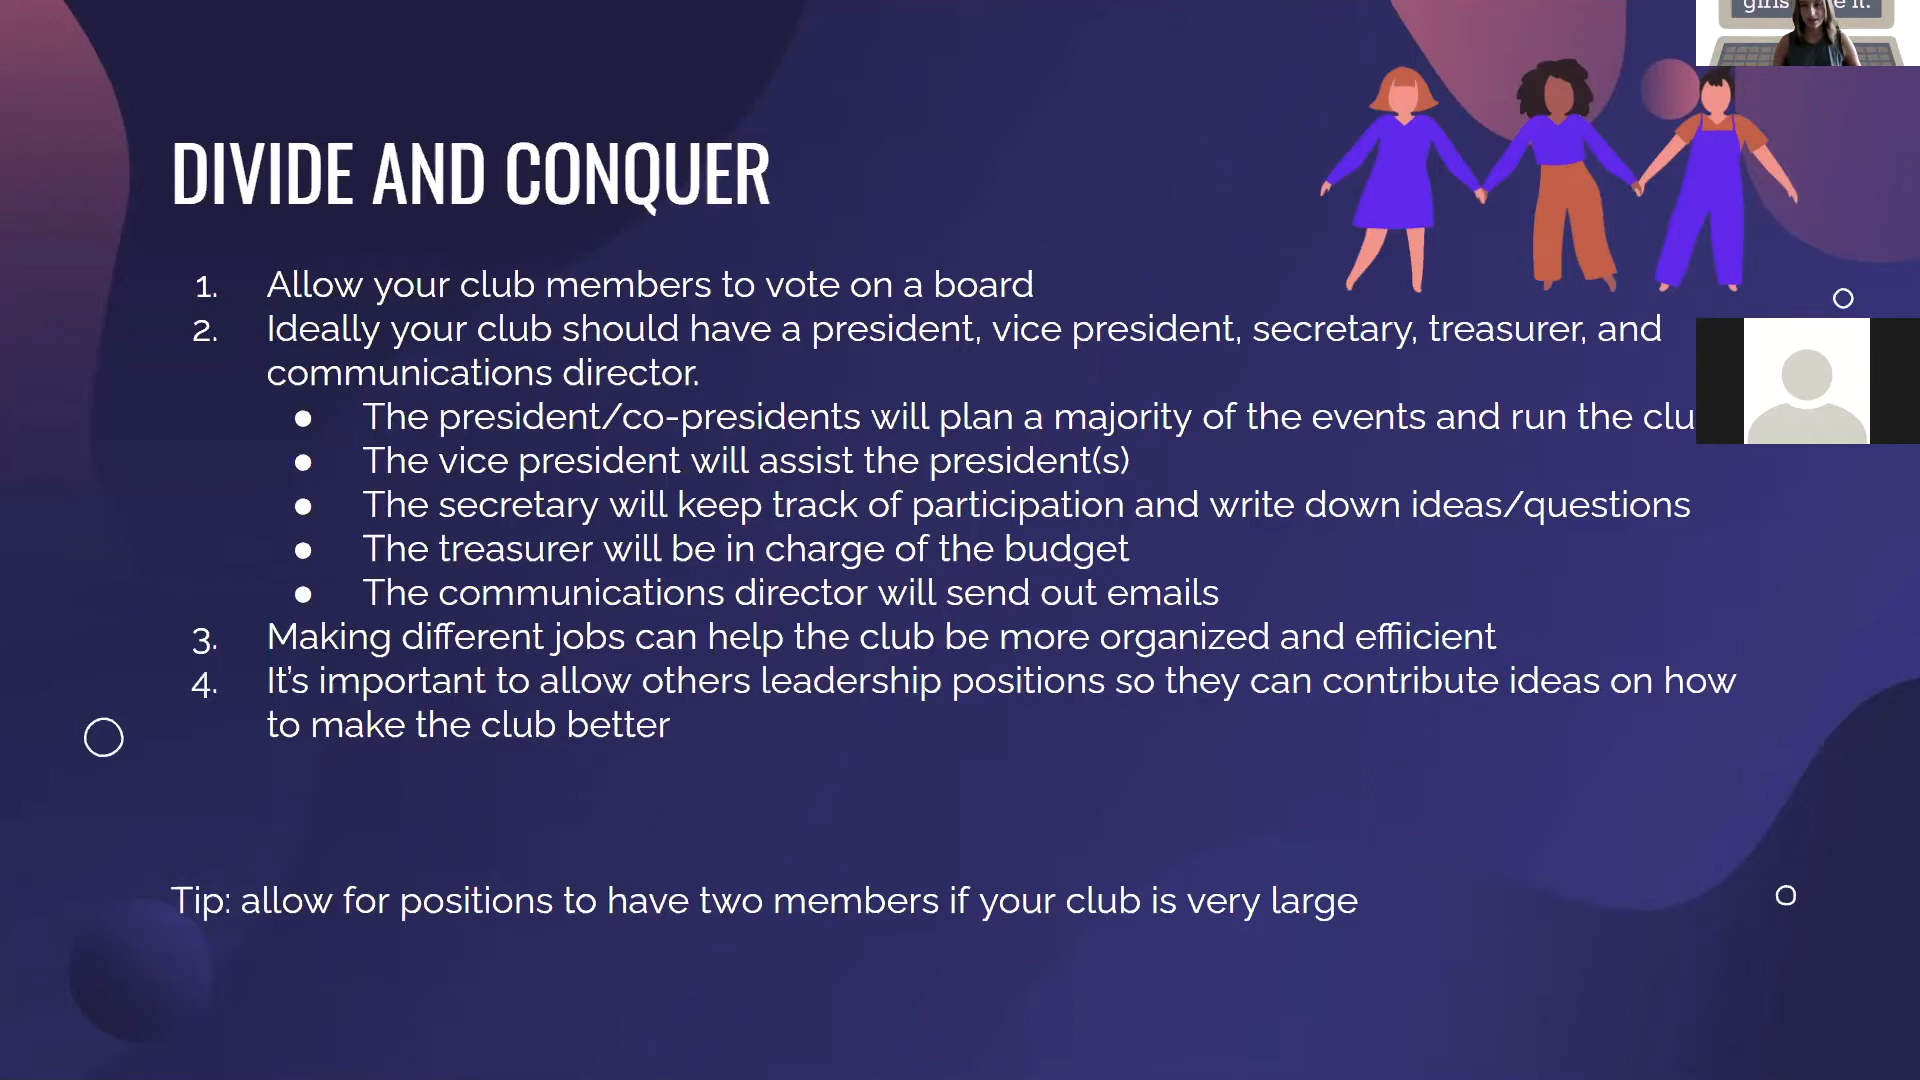 DIVIDE AND CONQUER
1. Allow your club members to vote on a board
2. Ideally your club should have a president, vice president, secretary, treasurer, and
communications director.
● The president/co-presidents will plan a majority of the events and run the clu
● The vice president will assist the president(s)
● The secretary will keep track of participation and write down ideas/questions
● The treasurer will be in charge of the budget
● The communications director will send out emails
3. Making different jobs can help the club be more organized and effiicient
4. It's important to allow others leadership positions so they can contribute ideas on how
to make the club better
Tip: allow for positions to have two members if your club is very large
girls
it.